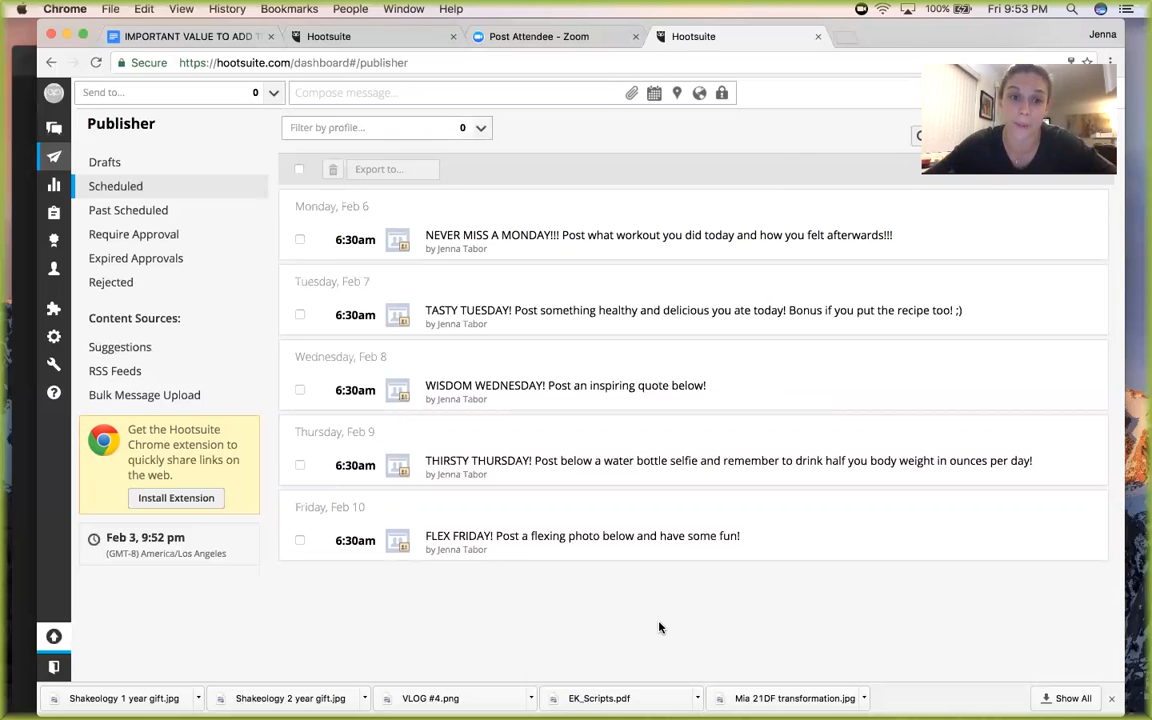 Chrome File Edit View History Bookmarks People Window Help 100% Fri 9:53 PM
IMPORTANT VALUE TO ADD T Hootsuite Post Attendee - Zoom Hootsuite Jenna
Secure https://hootsuite.com/dashboard#/publisher
Send to... 0 Compose message...
Publisher
Filter by profile... 0
Drafts
Scheduled
Past Scheduled
Require Approval
Expired Approvals
Rejected
Content Sources:
Suggestions
RSS Feeds
Bulk Message Upload
Get the Hootsuite
Chrome extension to
quickly share links on
the web.
Install Extension
Feb 3, 9:52 pm
(GMT-8) America/Los Angeles
Export to...
Monday, Feb 6
6:30am NEVER MISS A MONDAY!!! Post what workout you did today and how you felt afterwards!!!
by Jenna Tabor
Tuesday, Feb 7
6:30am TASTY TUESDAY! Post something healthy and delicious you ate today! Bonus if you put the recipe too! ;)
by Jenna Tabor
Wednesday, Feb 8
6:30am WISDOM WEDNESDAY! Post an inspiring quote below!
by Jenna Tabor
Thursday, Feb 9
6:30am THIRSTY THURSDAY! Post below a water bottle selfie and remember to drink half you body weight in ounces per day!
by Jenna Tabor
Friday, Feb 10
6:30am FLEX FRIDAY! Post a flexing photo below and have some fun!
by Jenna Tabor
Shakeology 1 year gift.jpg Shakeology 2 year gift.jpg VLOG #4.png EK_Scripts.pdf Mia 21DF transformation.jpg Show All